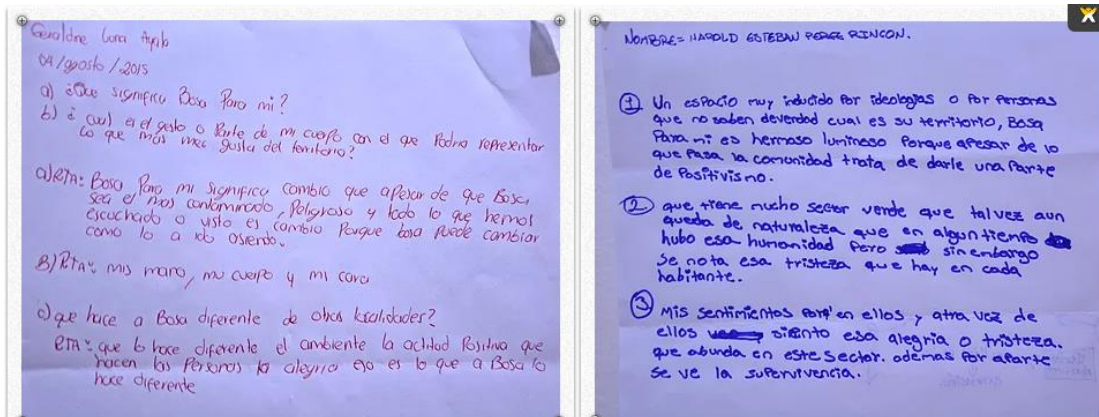 Geraldine Lara Ayala
04/agosto/2015
a) ¿Que significa Bosa Para mi?
b) ¿ cual es el gesto o Parte de mi cuerpo con el que Podria representar
lo que mas mee gusta del territorio?
a) RTA: Bosa Para mi significa cambio que apesar de que Bosa
sea el mas contaminado, Peligroso y todo lo que hemos
escuchado o visto es cambio Porque bosa puede cambiar
como lo a ido asiendo.
B) RTA: mis mano, mi cuerpo y mi cara
c) que hace a Bosa diferente de otras localidades?
RTA: que lo hace diferente el ambiente la actitud Positiva que
hacen las Personas la alegria eso es lo que a Bosa lo
hace diferente
NOMBRE = HAROLD ESTEBAN PEREZ RINCON.
① Un espacio muy inducido por ideologias o por personas
que no saben deverdad cual es su territorio, Bosa
Para mi es hermoso luminoso Porque apesar de lo
que pasa la comunidad trata de darle una Parte
de Positivismo.
② que tiene mucho sector verde que talvez aun
queda de naturaleza que en algun tiempo
hubo esa humanidad pero sin embargo
se nota esa tristeza que hay en cada
habitante.
③ Mis sentimientos en ellos y atra vez de
ellos siento esa alegria o tristeza.
que abunda en este sector. odemas por aparte
se ve la supervivencia.